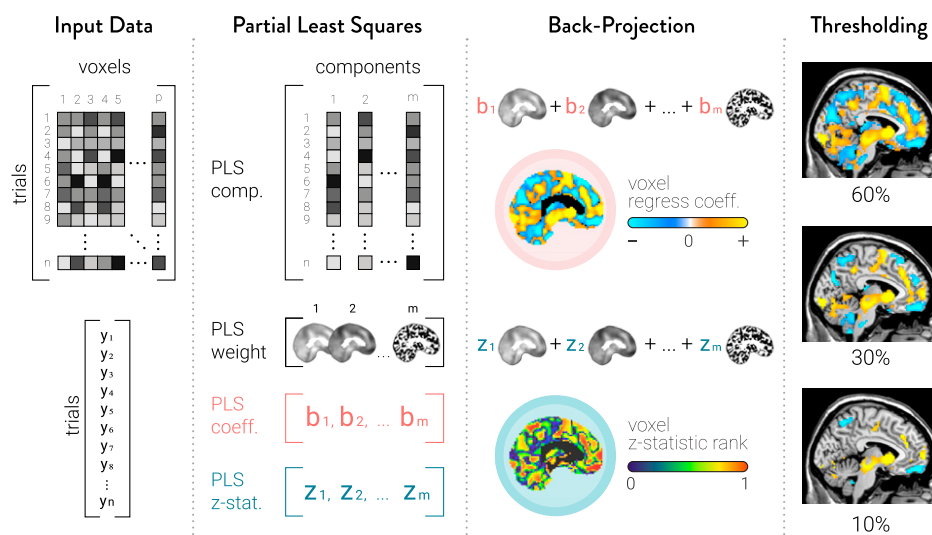 Input Data
voxels
1 2 3 4 5 p
trials
1
2
3
4
5
6
7
8
9
n
...
trials
y1
y2
y3
y4
y5
y6
y7
y8
yn
Partial Least Squares
components
1 2 m
PLS
comp.
1
2
3
4
5
6
7
8
9
n
...
PLS
weight
1 2 m
...
PLS
coeff.
b1, b2, ... bm
PLS
z-stat.
z1, z2, ... zm
Back-Projection
b1 + b2 + ... + bm
voxel
regress coeff.
− 0 +
z1 + z2 + ... + zm
voxel
z-statistic rank
0 1
Thresholding
60%
30%
10%